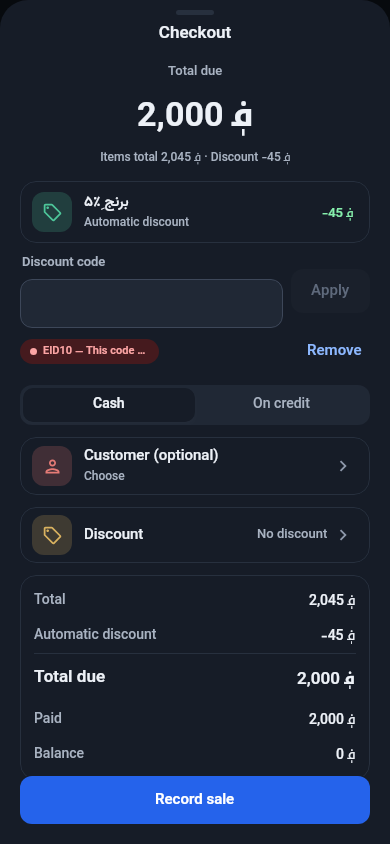 Checkout
Total due
2,000 ؋
Items total 2,045 ؋ · Discount -45 ؋
برنج ۵٪
Automatic discount
-45 ؋
Discount code
Apply
EID10 — This code …
Remove
Cash
On credit
Customer (optional)
Choose
Discount
No discount
Total
2,045 ؋
Automatic discount
-45 ؋
Total due
2,000 ؋
Paid
2,000 ؋
Balance
0 ؋
Record sale